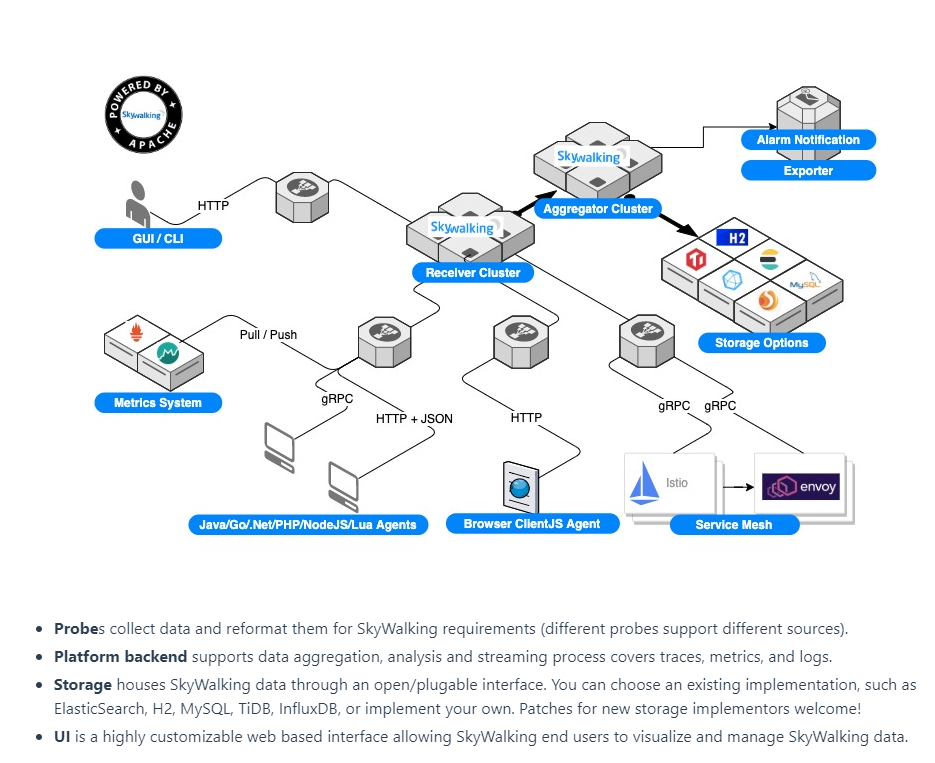 POWERED BY
Skywalking
APACHE
Alarm Notification
Exporter
Skywalking
Aggregator Cluster
HTTP
GUI / CLI
Skywalking
Receiver Cluster
H2
MySQL
Storage Options
Pull / Push
Metrics System
gRPC
HTTP + JSON
HTTP
gRPC
gRPC
Istio
envoy
Java/Go/.Net/PHP/NodeJS/Lua Agents
Browser ClientJS Agent
Service Mesh
• Probes collect data and reformat them for SkyWalking requirements (different probes support different sources).
• Platform backend supports data aggregation, analysis and streaming process covers traces, metrics, and logs.
• Storage houses SkyWalking data through an open/plugable interface. You can choose an existing implementation, such as
ElasticSearch, H2, MySQL, TiDB, InfluxDB, or implement your own. Patches for new storage implementors welcome!
• UI is a highly customizable web based interface allowing SkyWalking end users to visualize and manage SkyWalking data.